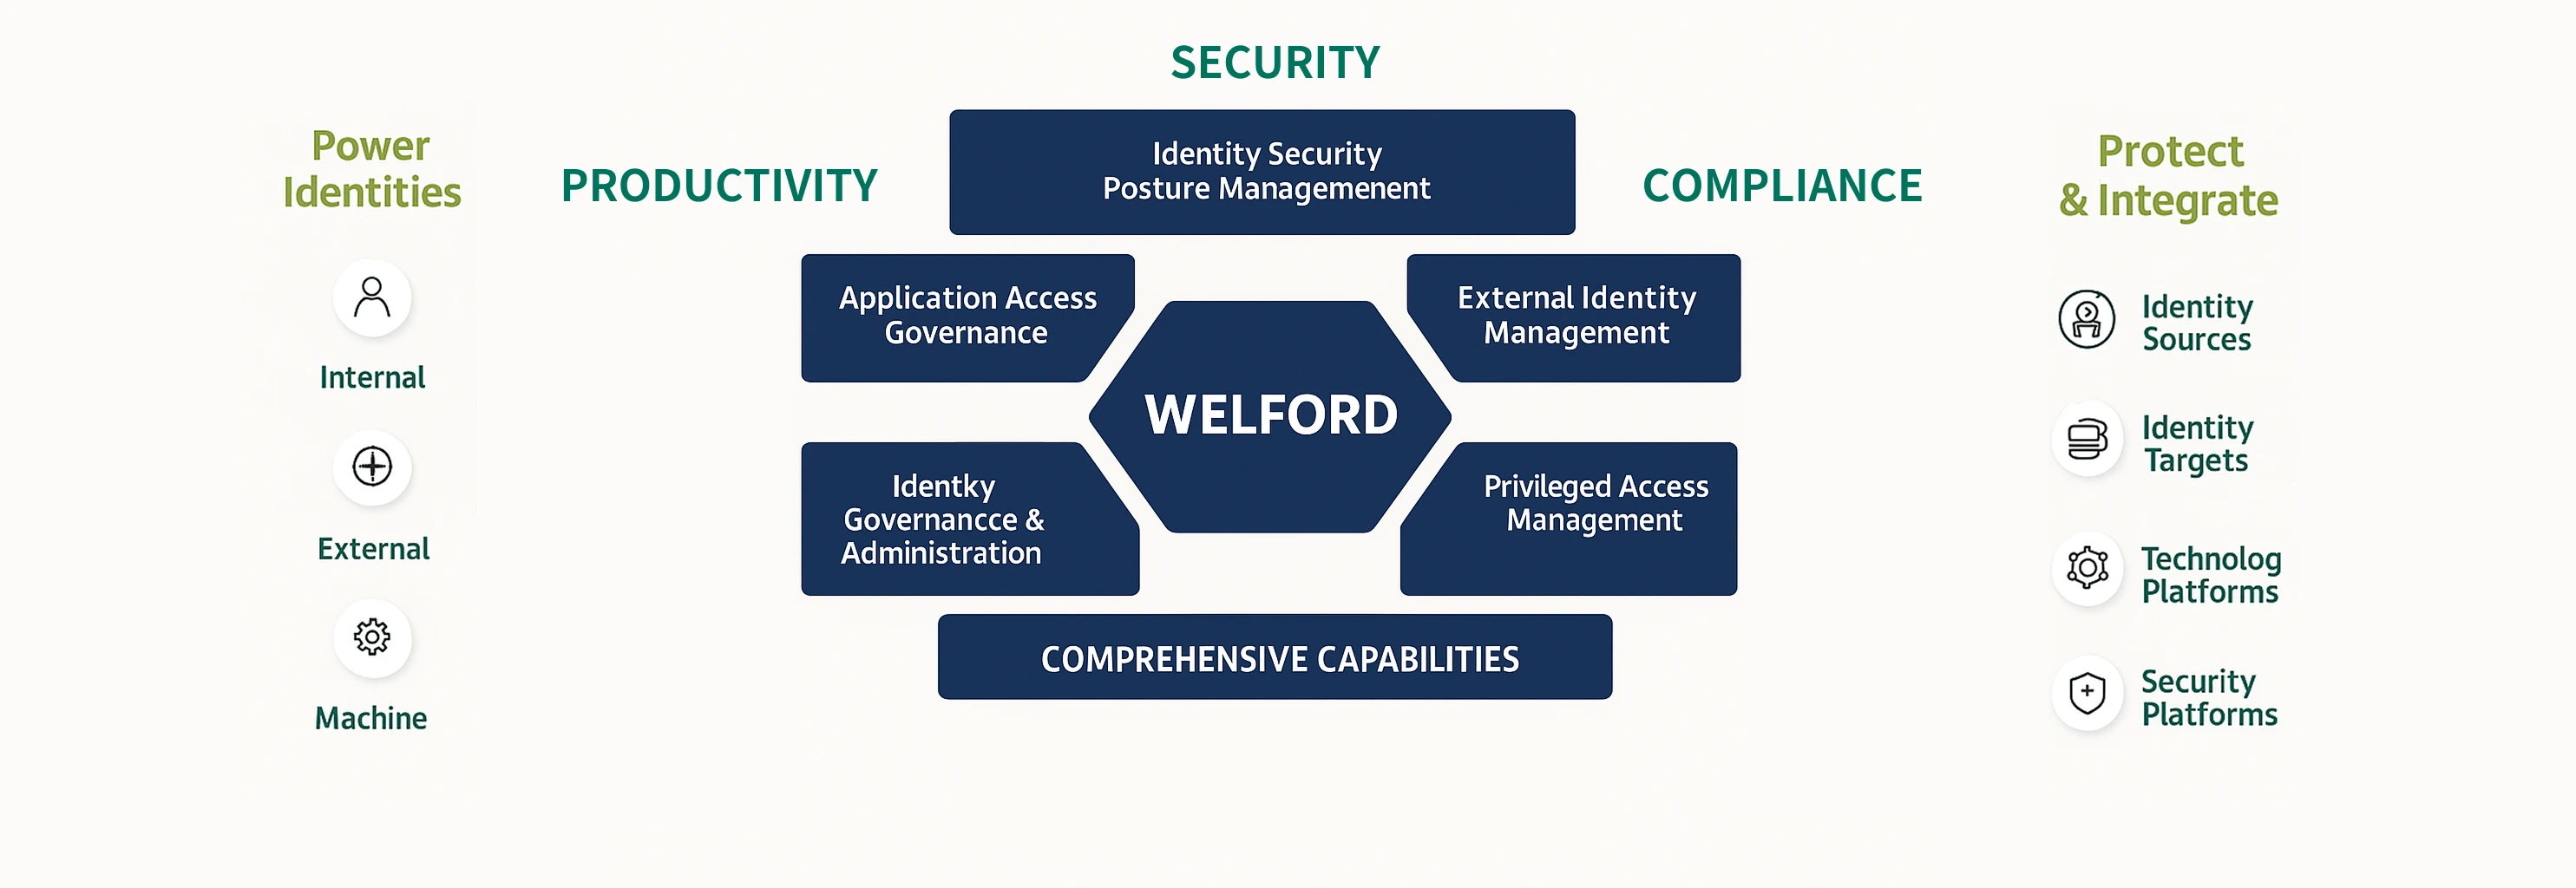 SECURITY
Power
Identities
PRODUCTIVITY
Identity Security
Posture Managemenent
COMPLIANCE
Protect
& Integrate
Internal
External
Machine
Application Access
Governance
External Identity
Management
WELFORD
Identky
Governancce &
Administration
Privileged Access
Management
COMPREHENSIVE CAPABILITIES
Identity
Sources
Identity
Targets
Technolog
Platforms
Security
Platforms